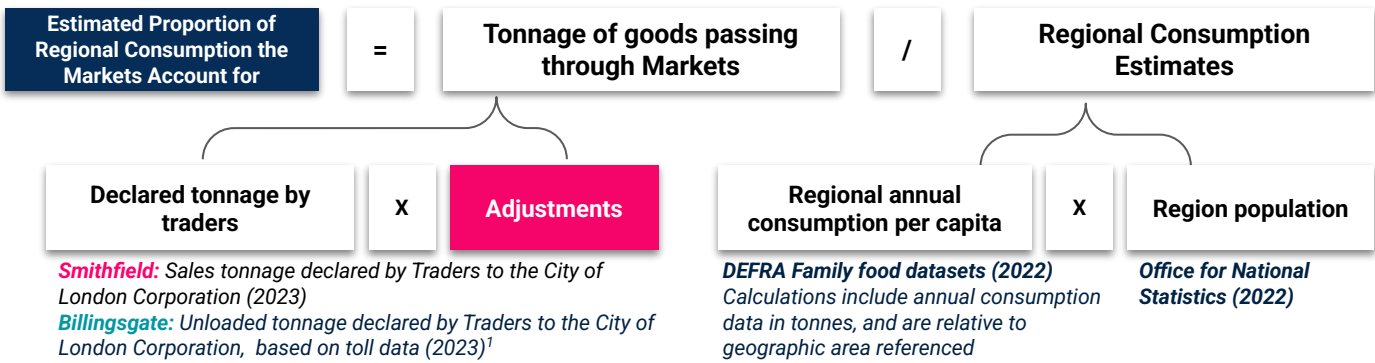 Estimated Proportion of
Regional Consumption the
Markets Account for
=
Tonnage of goods passing
through Markets
/
Regional Consumption
Estimates
Declared tonnage by
traders
X
Adjustments
Regional annual
consumption per capita
X
Region population
Smithfield: Sales tonnage declared by Traders to the City of
London Corporation (2023)
Billingsgate: Unloaded tonnage declared by Traders to the City of
London Corporation, based on toll data (2023)¹
DEFRA Family food datasets (2022)
Calculations include annual consumption
data in tonnes, and are relative to
geographic area referenced
Office for National
Statistics (2022)